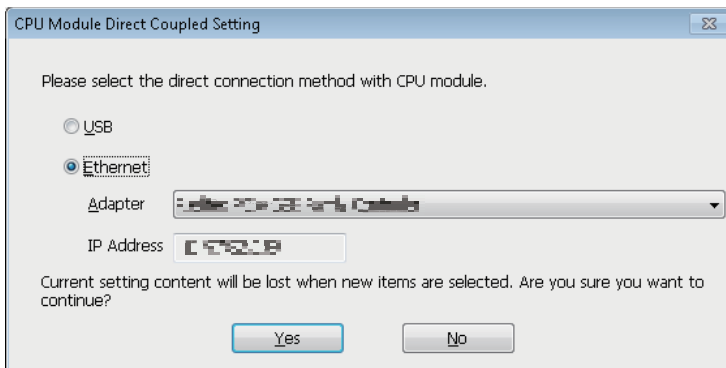 CPU Module Direct Coupled Setting
Please select the direct connection method with CPU module.
USB
Ethernet
Adapter
IP Address
Current setting content will be lost when new items are selected. Are you sure you want to
continue?
Yes No